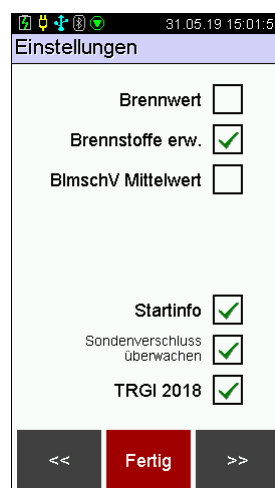 31.05.19 15:01:5
Einstellungen
Brennwert
Brennstoffe erw.
BImschV Mittelwert
Startinfo
Sondenverschluss
überwachen
TRGI 2018
<< Fertig >>